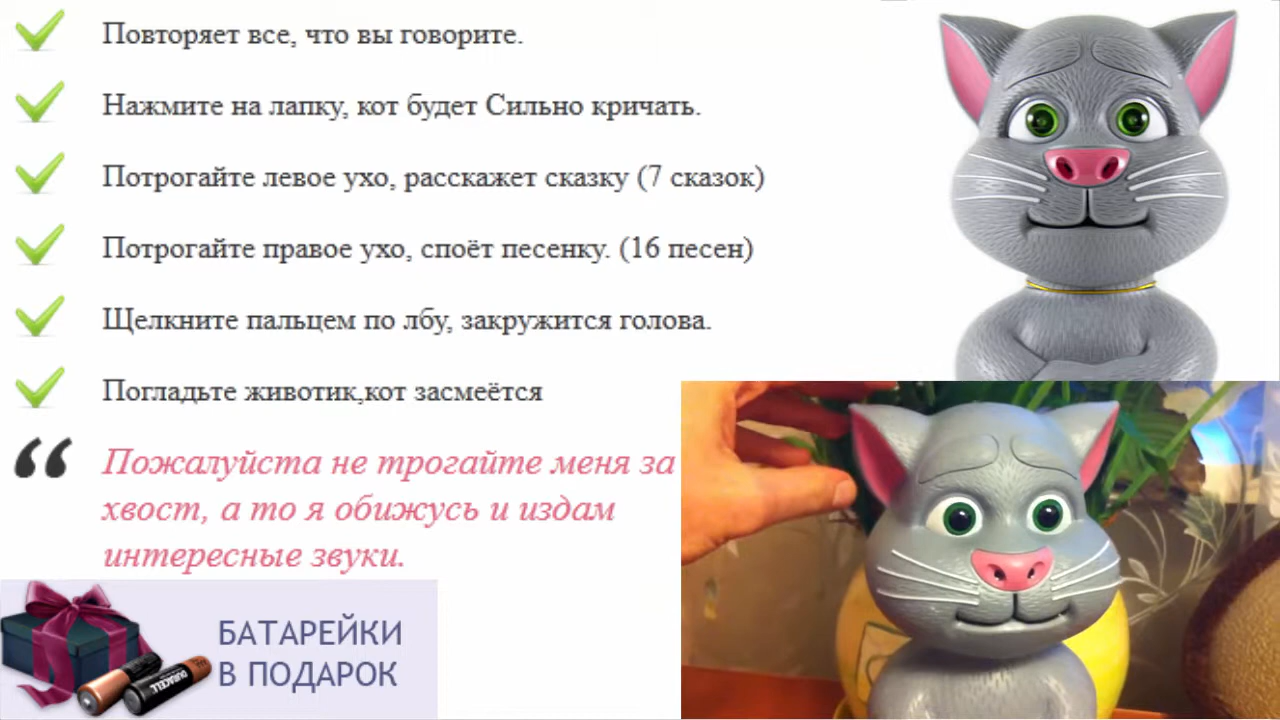 Повторяет все, что вы говорите.
Нажмите на лапку, кот будет Сильно кричать.
Потрогайте левое ухо, расскажет сказку (7 сказок)
Потрогайте правое ухо, споёт песенку. (16 песен)
Щелкните пальцем по лбу, закружится голова.
Погладьте животик,кот засмеётся
“ Пожалуйста не трогайте меня за
хвост, а то я обижусь и издам
интересные звуки.
БАТАРЕЙКИ
В ПОДАРОК
DURACELL